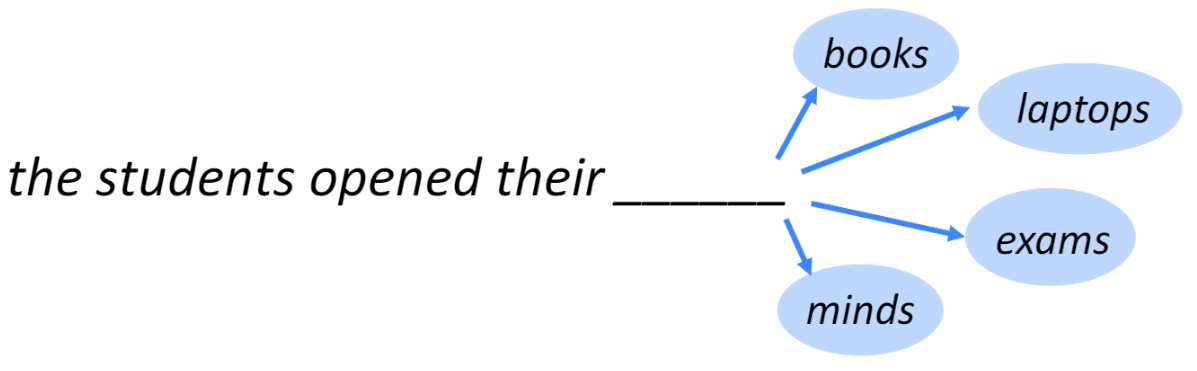 books
laptops
the students opened their ______
exams
minds